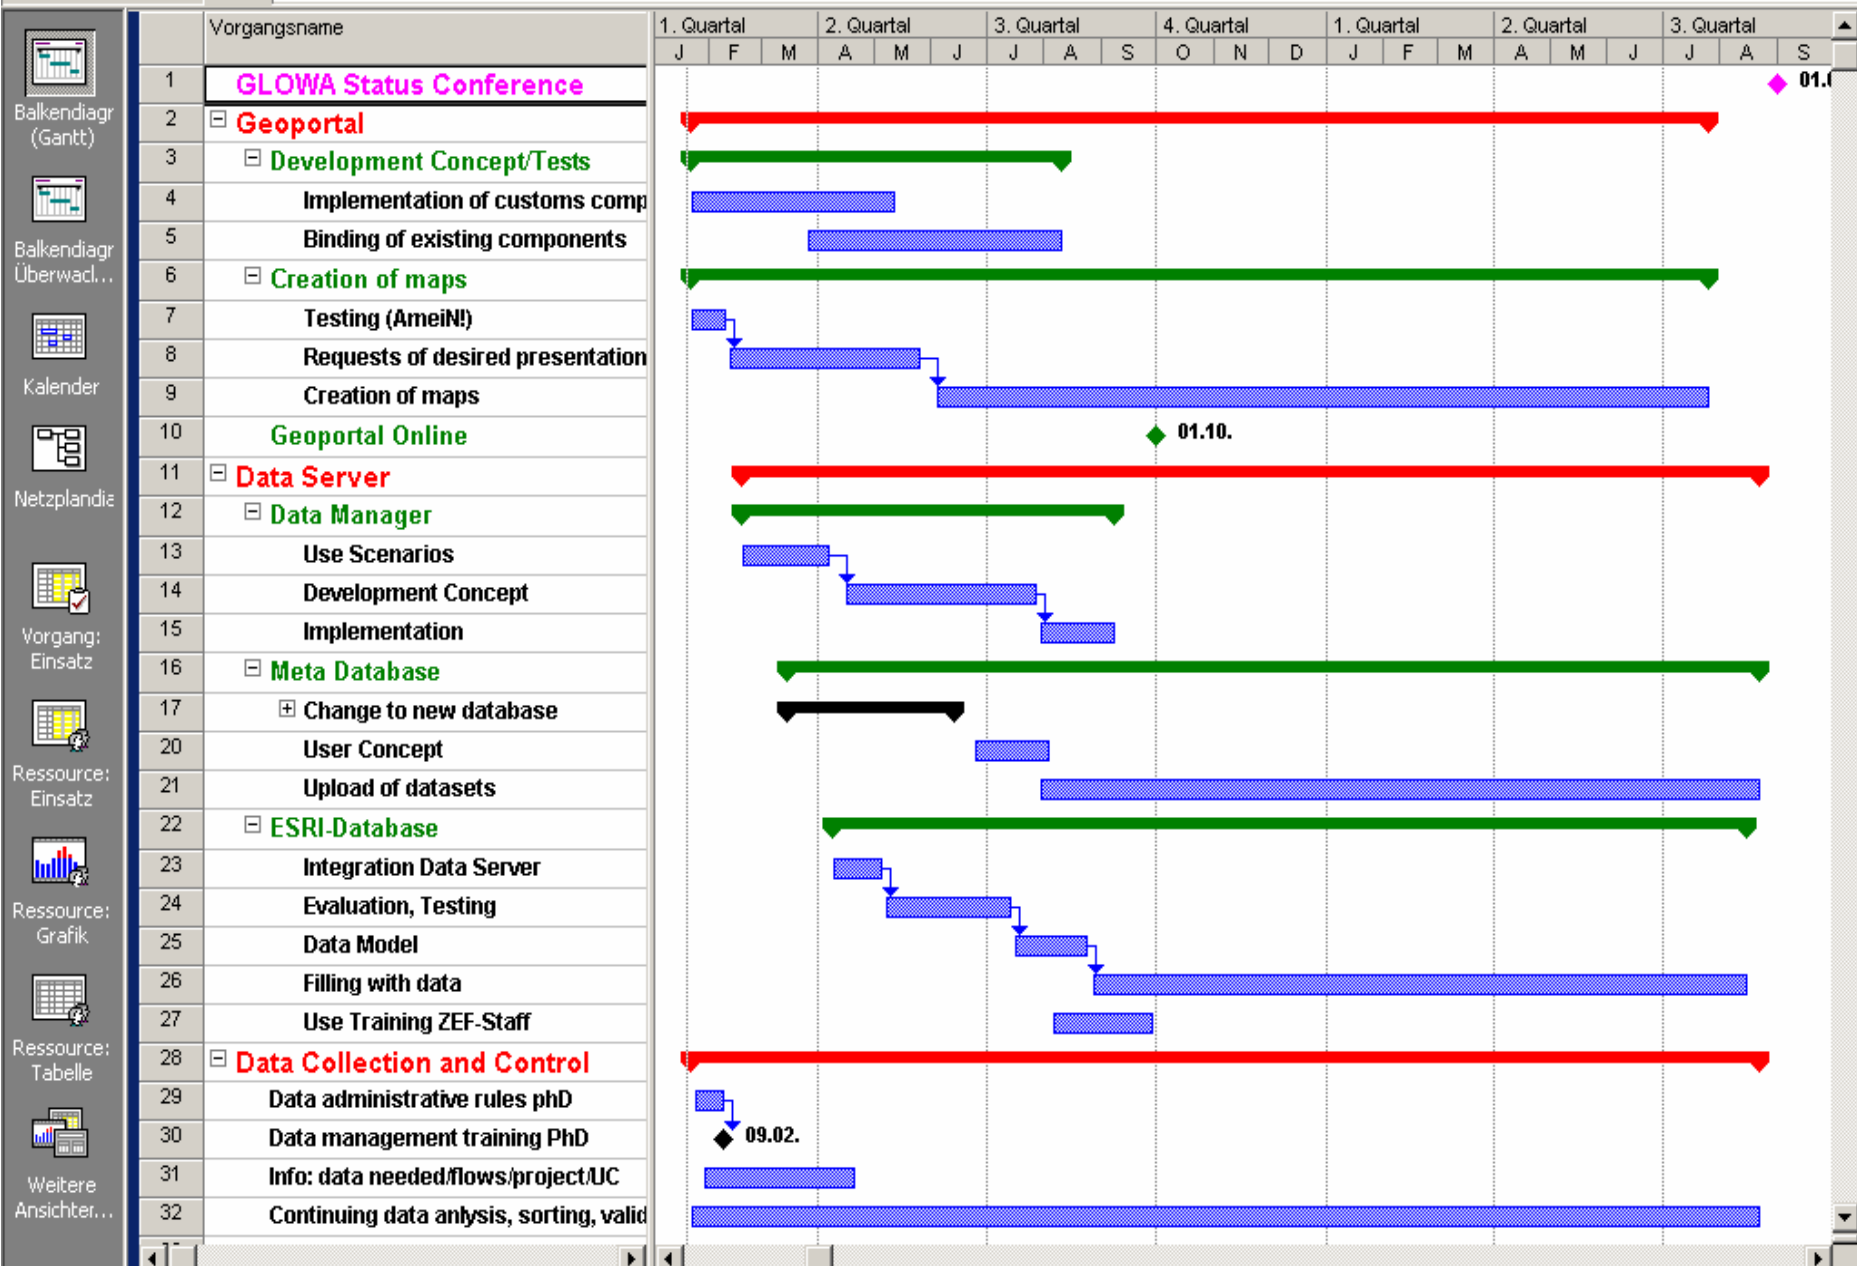 Vorgangsname
1. Quartal 2. Quartal 3. Quartal 4. Quartal 1. Quartal 2. Quartal 3. Quartal
J F M A M J J A S O N D J F M A M J J A S
Balkendiagr
(Gantt)
Balkendiagr
Überwacl...
Kalender
Netzplandia
Vorgang:
Einsatz
Ressource:
Einsatz
Ressource:
Grafik
Ressource:
Tabelle
Weitere
Ansichter...
1 GLOWA Status Conference 01.
2 Geoportal
3 Development Concept/Tests
4 Implementation of customs comp
5 Binding of existing components
6 Creation of maps
7 Testing (AmeiN!)
8 Requests of desired presentation
9 Creation of maps
10 Geoportal Online 01.10.
11 Data Server
12 Data Manager
13 Use Scenarios
14 Development Concept
15 Implementation
16 Meta Database
17 Change to new database
20 User Concept
21 Upload of datasets
22 ESRI-Database
23 Integration Data Server
24 Evaluation, Testing
25 Data Model
26 Filling with data
27 Use Training ZEF-Staff
28 Data Collection and Control
29 Data administrative rules phD
30 Data management training PhD 09.02.
31 Info: data needed/flows/project/UC
32 Continuing data anlysis, sorting, valid